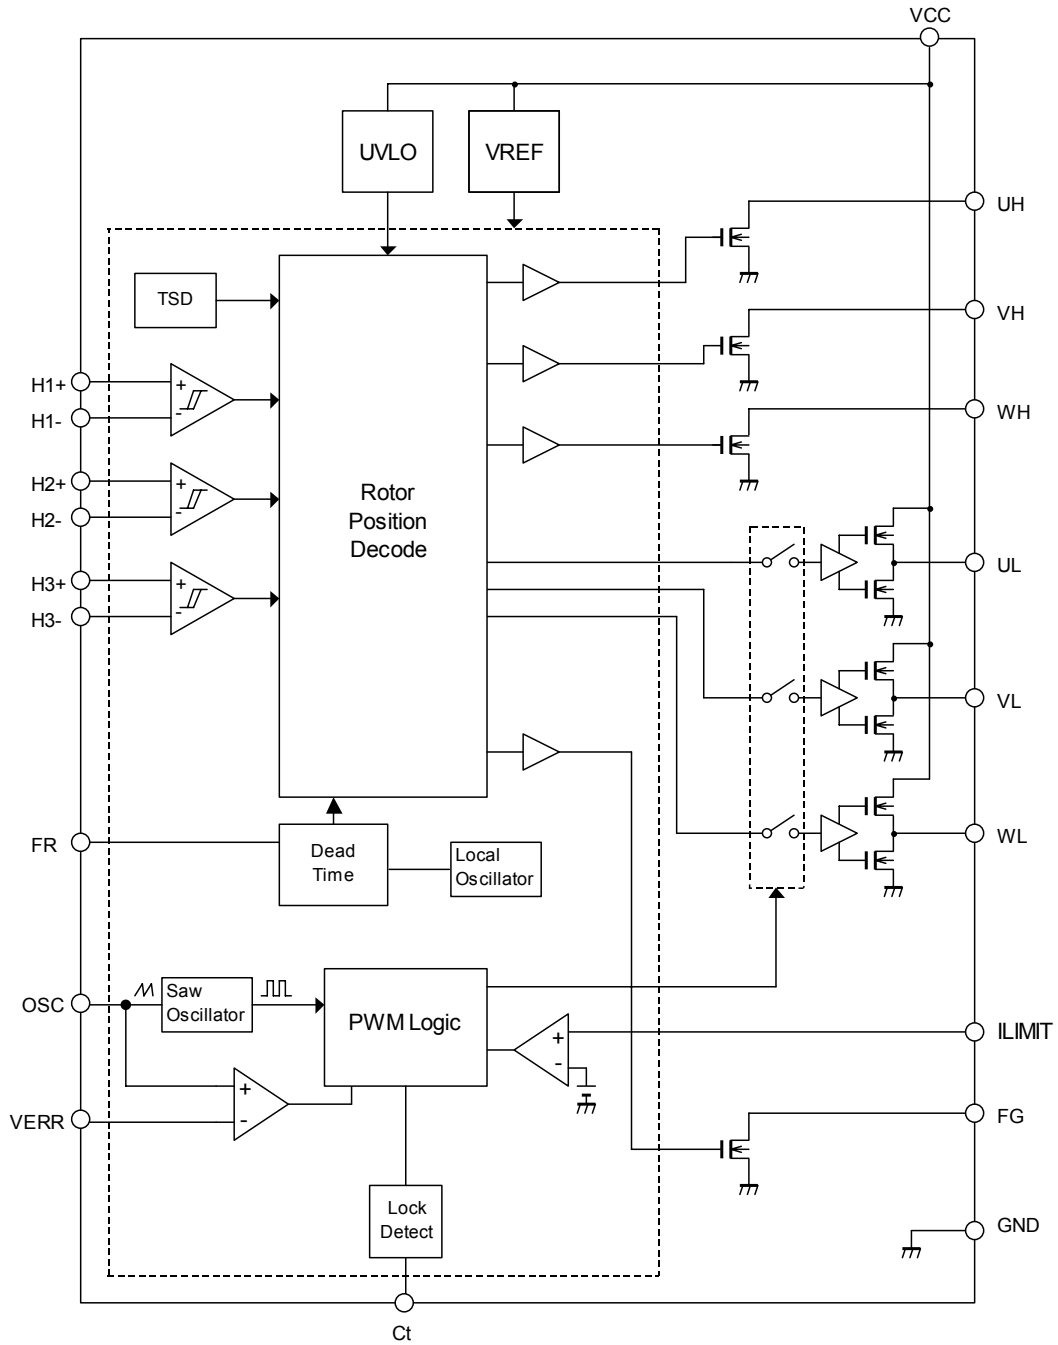 VCC
UVLO
VREF
UH
TSD
VH
H1+
+
-
H1-
WH
H2+
+
-
H2-
Rotor
Position
Decode
UL
H3+
+
-
H3-
VL
FR
Dead
Time
Local
Oscillator
WL
OSC
Saw
Oscillator
PWM Logic
ILIMIT
+
-
VERR
+
-
FG
Lock
Detect
GND
Ct